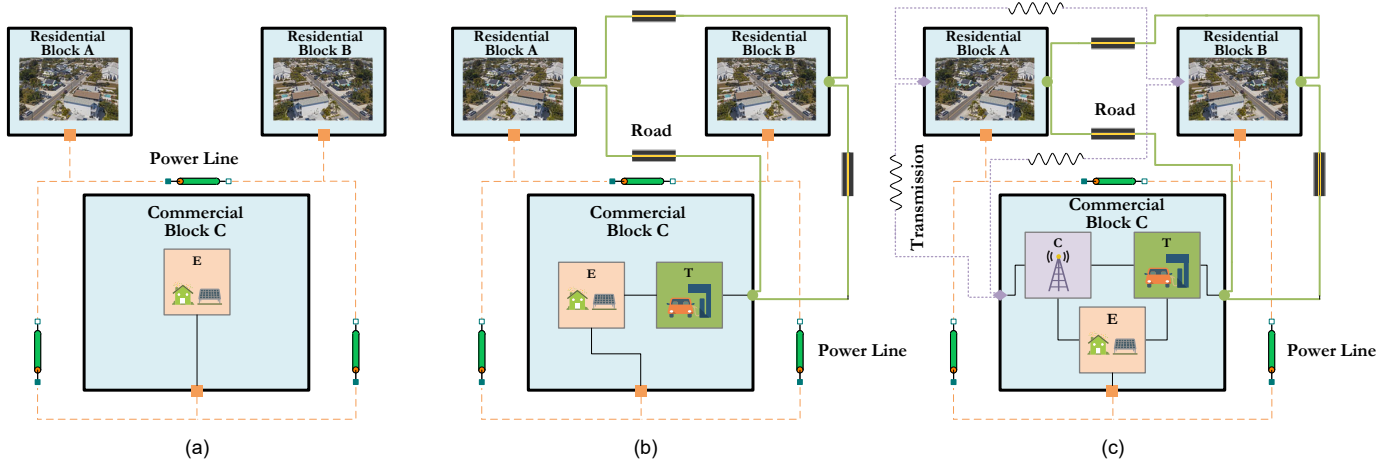 Residential
Block A
Residential
Block B
Power Line
Commercial
Block C
E
(a)
Residential
Block A
Residential
Block B
Road
Commercial
Block C
E
T
Power Line
(b)
Residential
Block A
Residential
Block B
Road
Transmission
Commercial
Block C
C
T
E
Power Line
(c)